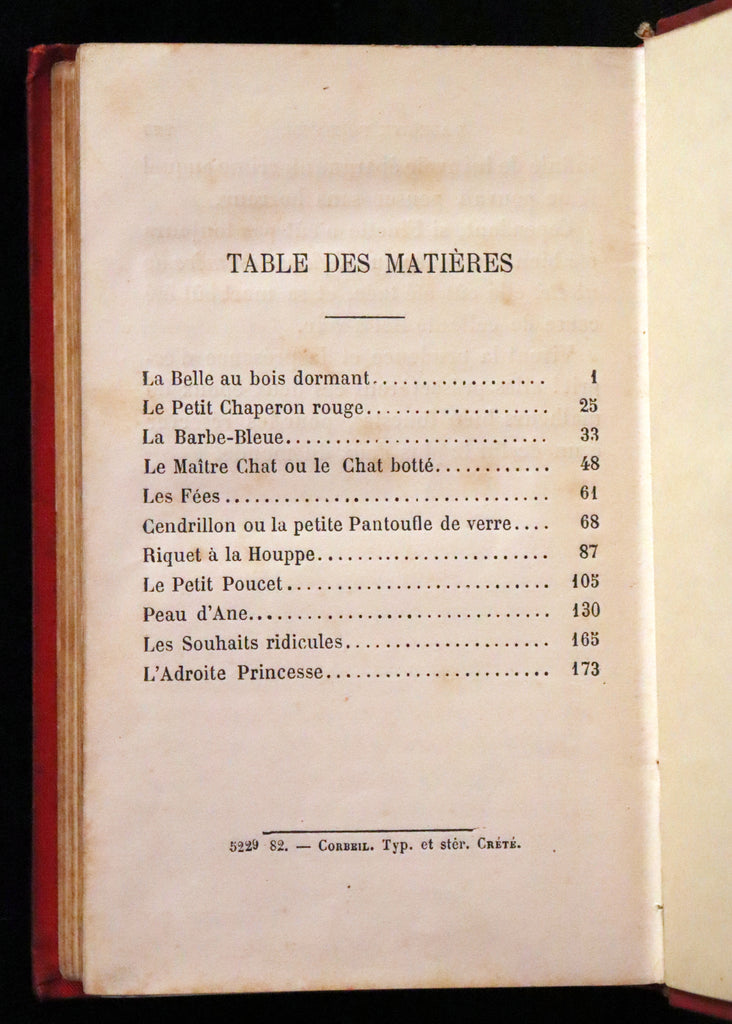 TABLE DES MATIÈRES
La Belle au bois dormant.................. 1
Le Petit Chaperon rouge................... 25
La Barbe-Bleue........................... 33
Le Maître Chat ou le Chat botté............ 48
Les Fées ................................. 61
Cendrillon ou la petite Pantoufle de verre.... 68
Riquet à la Houppe........................ 87
Le Petit Poucet........................... 105
Peau d'Ane............................... 130
Les Souhaits ridicules..................... 165
L'Adroite Princesse....................... 173
5229 82. — CORBEIL. Typ. et stér. CRÉTÉ.